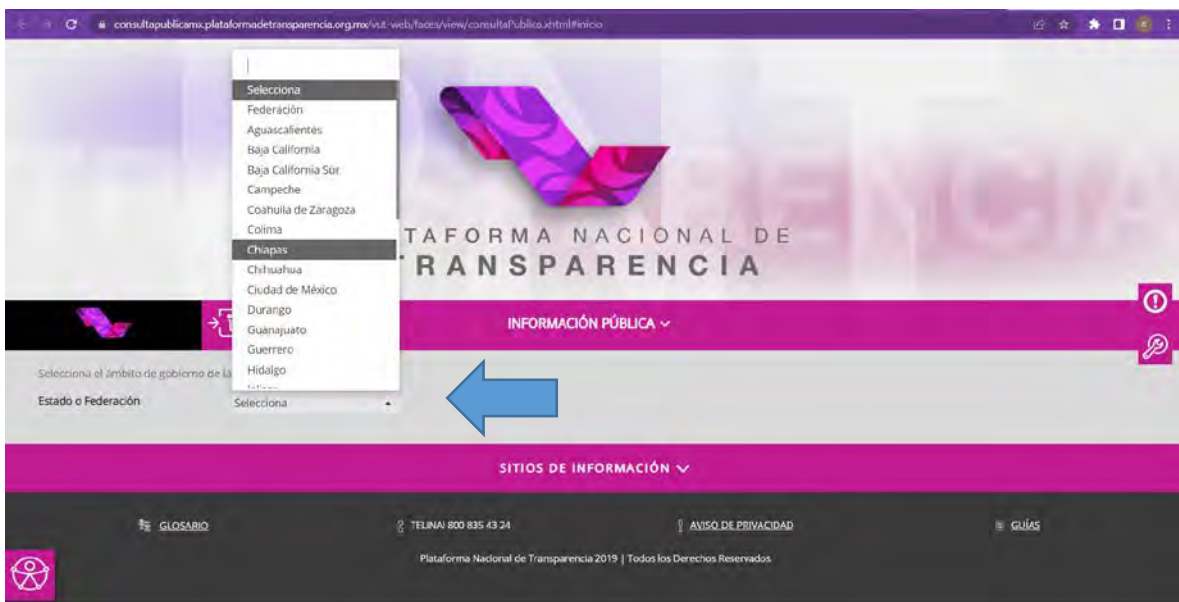 consultapublicamx.plataformadetransparencia.org.mx/vut-web/faces/view/consultaPublica.xhtml#inicio
Selecciona
Federación
Aguascalientes
Baja California
Baja California Sur
Campeche
Coahuila de Zaragoza
Colima
Chiapas
Chihuahua
Ciudad de México
Durango
Guanajuato
Guerrero
Hidalgo
TAFORMA NACIONAL DE
TRANSPARENCIA
INFORMACIÓN PÚBLICA
Selecciona el ámbito de gobierno de la
Estado o Federación
Selecciona
SITIOS DE INFORMACIÓN
GLOSARIO
TELINAI 800 835 43 24
AVISO DE PRIVACIDAD
GUÍAS
Plataforma Nacional de Transparencia 2019 | Todos los Derechos Reservados